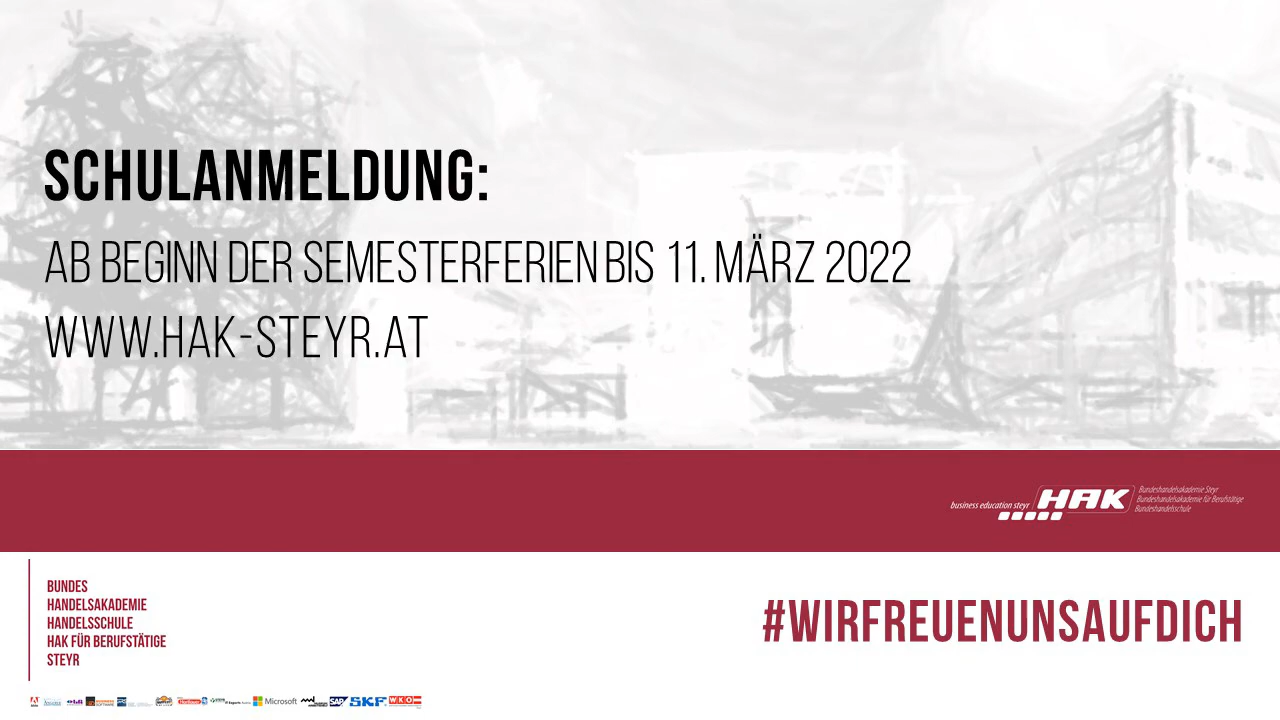 SCHULANMELDUNG:
AB BEGINN DER SEMESTERFERIEN BIS 11. MÄRZ 2022
WWW.HAK-STEYR.AT
business education steyr HAK
Bundeshandelsakademie Steyr
Bundeshandelsakademie für Berufstätige
Bundeshandelsschule
BUNDES
HANDELSAKADEMIE
HANDELSSCHULE
HAK FÜR BERUFSTÄTIGE
STEYR
#WIRFREUENUNSAUFDICH
Microsoft SAP SKF WKO